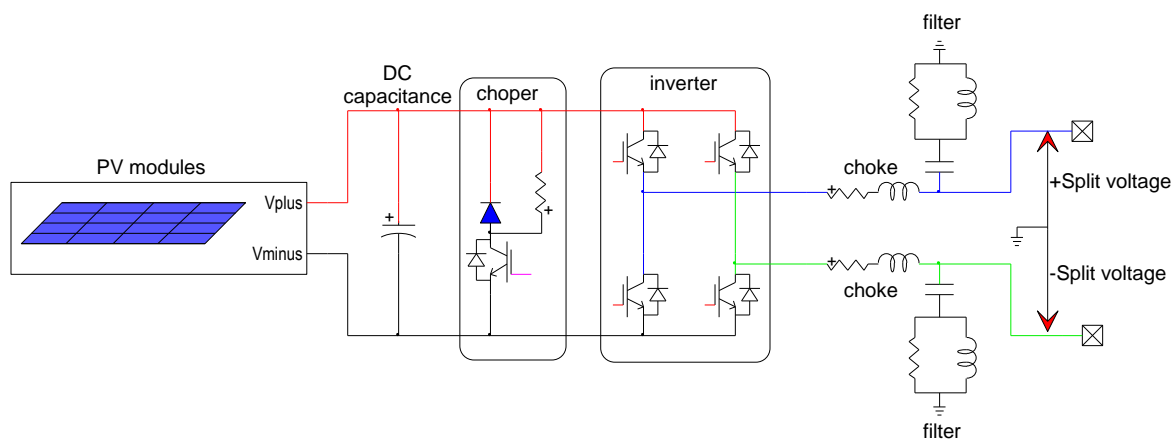 filter
DC
capacitance
choper
inverter
PV modules
Vplus
Vminus
+
+
+
choke
+
choke
+Split voltage
-Split voltage
filter